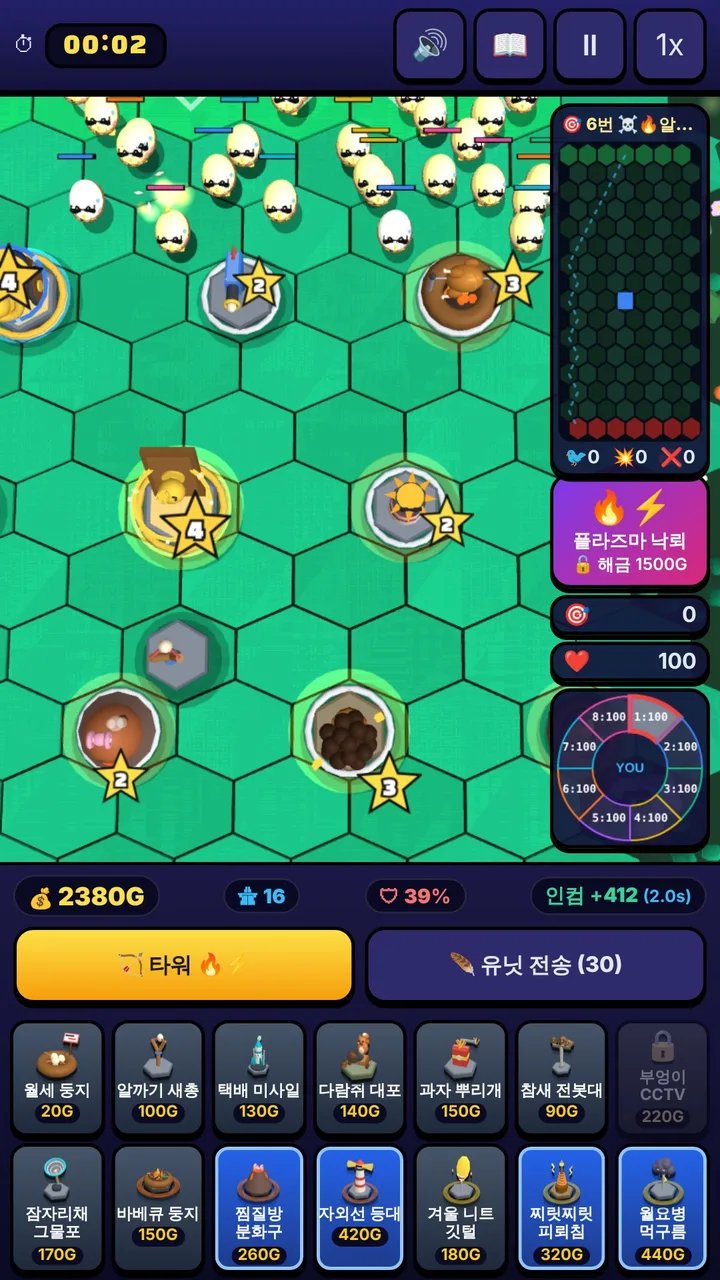 00:02
1x
6번 알...
4
2
3
0 0 0
4
2
플라즈마 낙뢰
해금 1500G
0
100
2
3
8:100 1:100
7:100 2:100
YOU
6:100 3:100
5:100 4:100
2380G 16 39% 인컴 +412 (2.0s)
타워 유닛 전송 (30)
월세 둥지 알까기 새총 택배 미사일 다람쥐 대포 과자 뿌리개 참새 전봇대 부엉이 CCTV
20G 100G 130G 140G 150G 90G 220G
잠자리채 그물포 바베큐 둥지 찜질방 분화구 자외선 등대 겨울 니트 깃털 찌릿찌릿 피뢰침 월요병 먹구름
170G 150G 260G 420G 180G 320G 440G